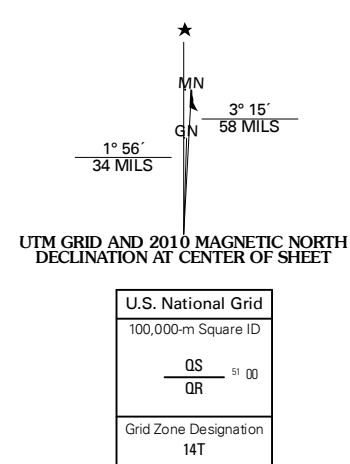 ★
MN
3° 15´
58 MILS
GN
1° 56´
34 MILS
UTM GRID AND 2010 MAGNETIC NORTH
DECLINATION AT CENTER OF SHEET
U.S. National Grid
100,000-m Square ID
QS
51 00
QR
Grid Zone Designation
14T